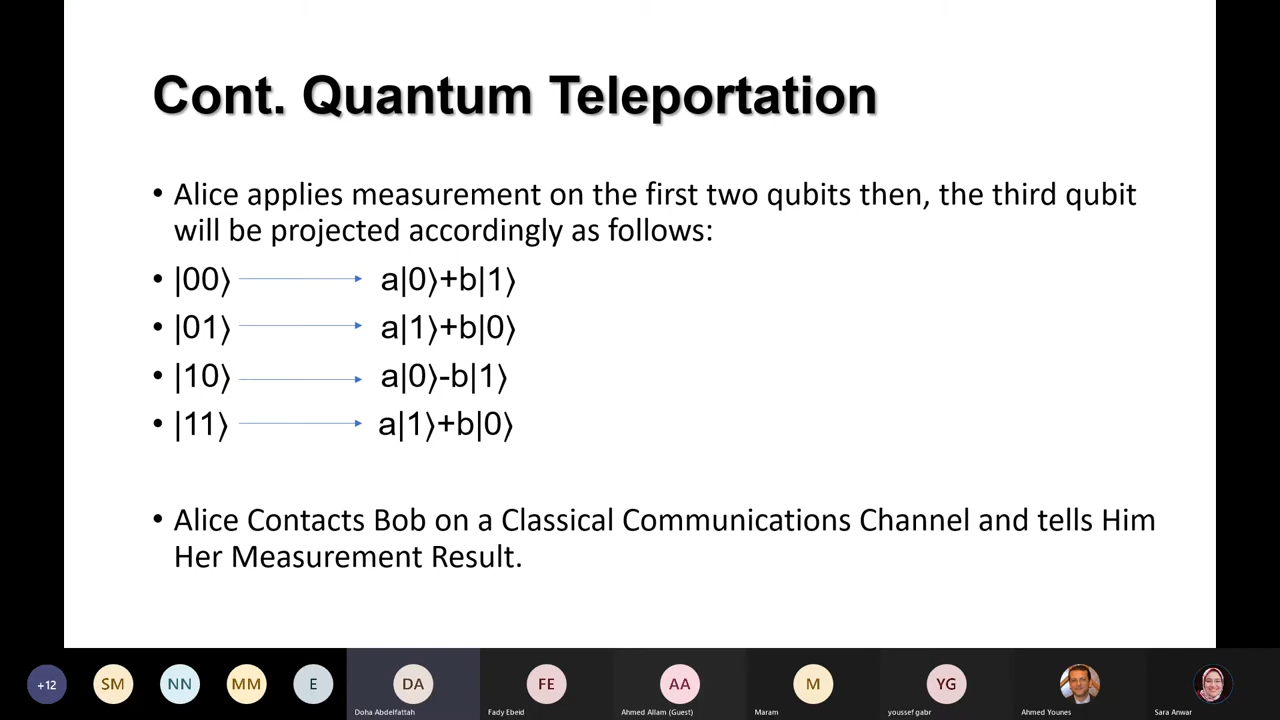 Cont. Quantum Teleportation
• Alice applies measurement on the first two qubits then, the third qubit
will be projected accordingly as follows:
• |00⟩ a|0⟩+b|1⟩
• |01⟩ a|1⟩+b|0⟩
• |10⟩ a|0⟩-b|1⟩
• |11⟩ a|1⟩+b|0⟩
• Alice Contacts Bob on a Classical Communications Channel and tells Him
Her Measurement Result.
+12 SM NN MM E DA FE AA M YG
Doha Abdelfattah Fady Ebeid Ahmed Allam (Guest) Maram youssef gabr Ahmed Younes Sara Anwar